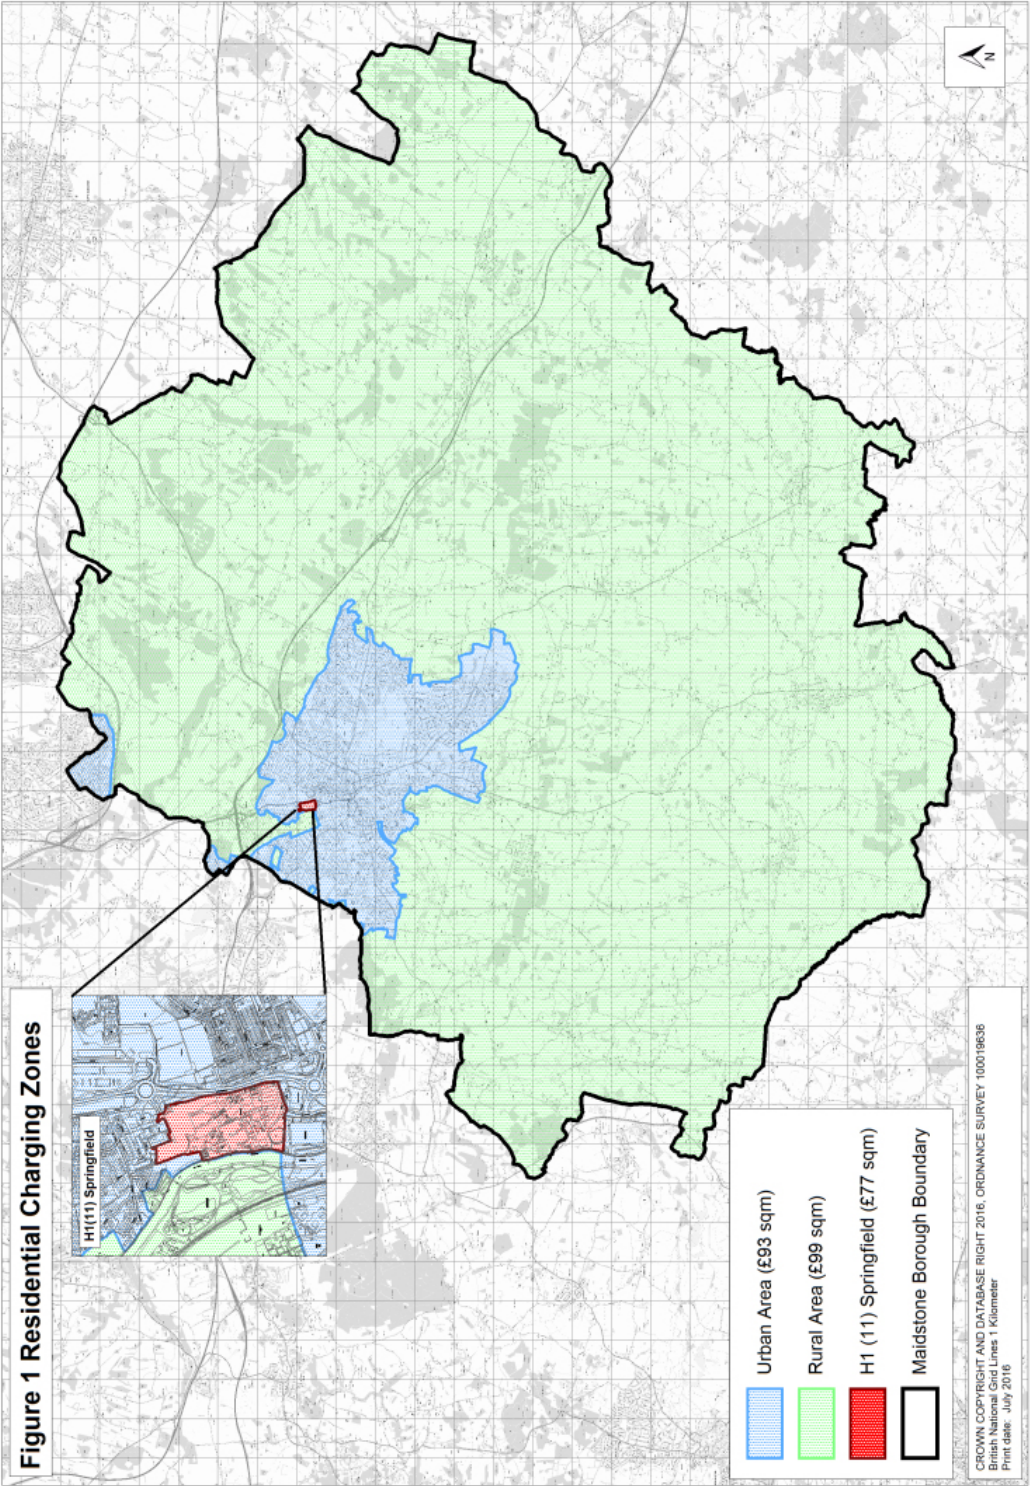 Figure 1 Residential Charging Zones
H1(11) Springfield
N
Urban Area (£93 sqm)
Rural Area (£99 sqm)
H1 (11) Springfield (£77 sqm)
Maidstone Borough Boundary
CROWN COPYRIGHT AND DATABASE RIGHT 2016, ORDNANCE SURVEY 100019636
British National Grid Lines 1 Kilometer
Print date: July 2016